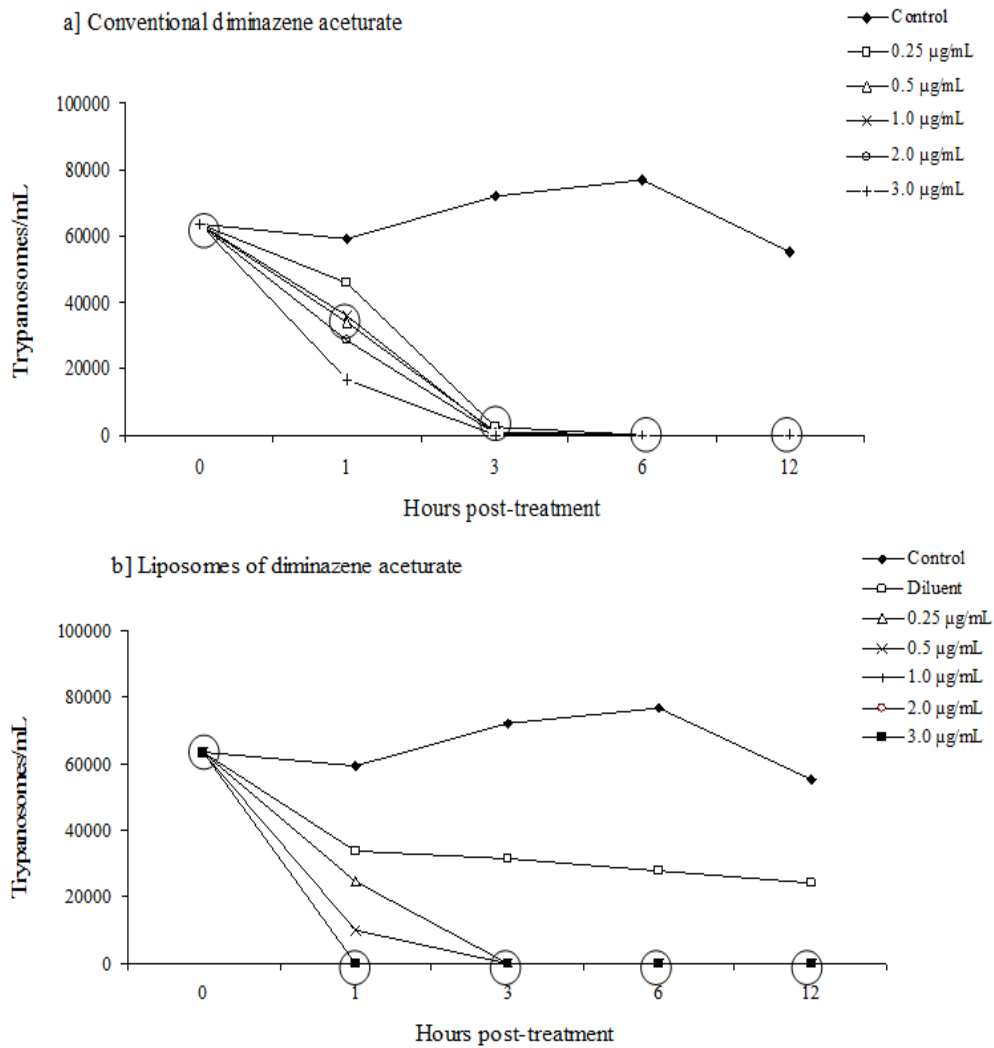 a] Conventional diminazene aceturate
Control
0.25 µg/mL
0.5 µg/mL
1.0 µg/mL
2.0 µg/mL
3.0 µg/mL
100000
80000
60000
40000
20000
0
Trypanosomes/mL
0 1 3 6 12
Hours post-treatment
b] Liposomes of diminazene aceturate
Control
Diluent
0.25 µg/mL
0.5 µg/mL
1.0 µg/mL
2.0 µg/mL
3.0 µg/mL
100000
80000
60000
40000
20000
0
Trypanosomes/mL
0 1 3 6 12
Hours post-treatment